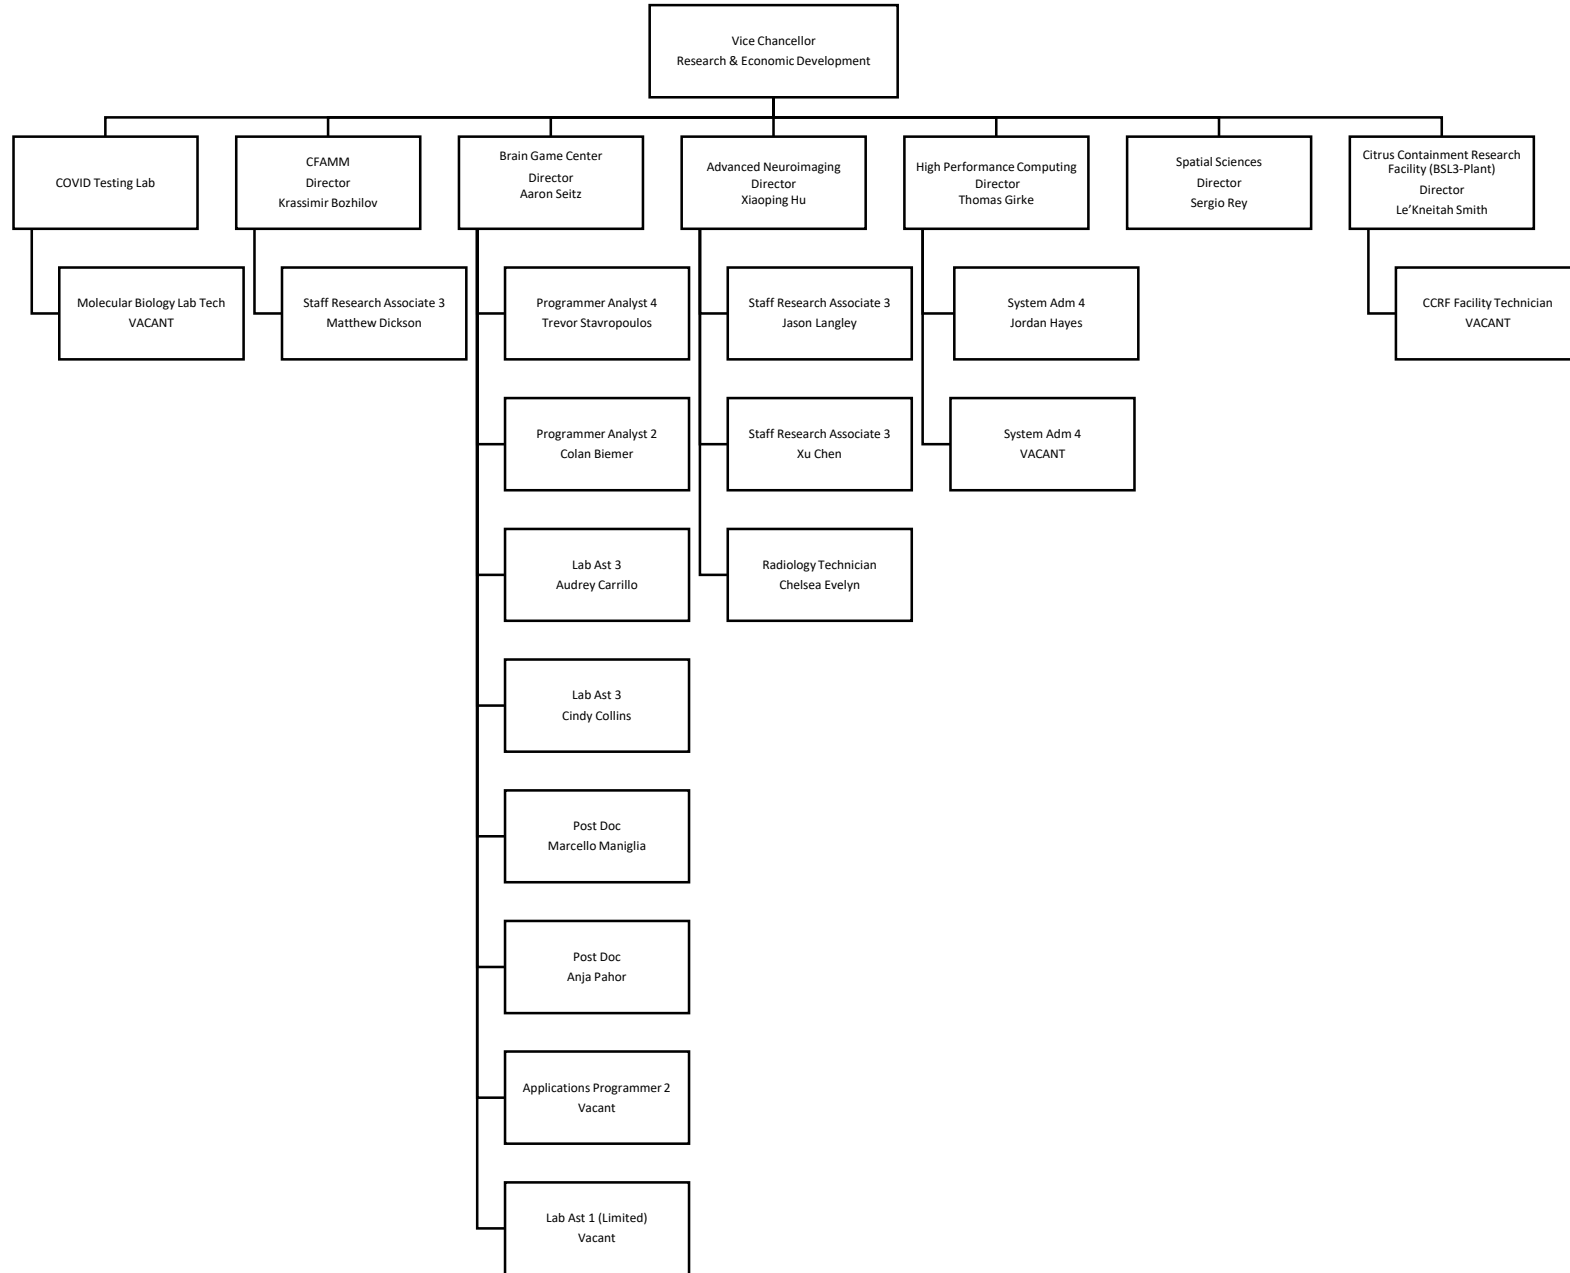 Vice Chancellor
Research & Economic Development
COVID Testing Lab
CFAMM
Director
Krassimir Bozhilov
Brain Game Center
Director
Aaron Seitz
Advanced Neuroimaging
Director
Xiaoping Hu
High Performance Computing
Director
Thomas Girke
Spatial Sciences
Director
Sergio Rey
Citrus Containment Research
Facility (BSL3-Plant)
Director
Le’Kneitah Smith
Molecular Biology Lab Tech
VACANT
Staff Research Associate 3
Matthew Dickson
Programmer Analyst 4
Trevor Stavropoulos
Staff Research Associate 3
Jason Langley
System Adm 4
Jordan Hayes
CCRF Facility Technician
VACANT
Programmer Analyst 2
Colan Biemer
Staff Research Associate 3
Xu Chen
System Adm 4
VACANT
Lab Ast 3
Audrey Carrillo
Radiology Technician
Chelsea Evelyn
Lab Ast 3
Cindy Collins
Post Doc
Marcello Maniglia
Post Doc
Anja Pahor
Applications Programmer 2
Vacant
Lab Ast 1 (Limited)
Vacant